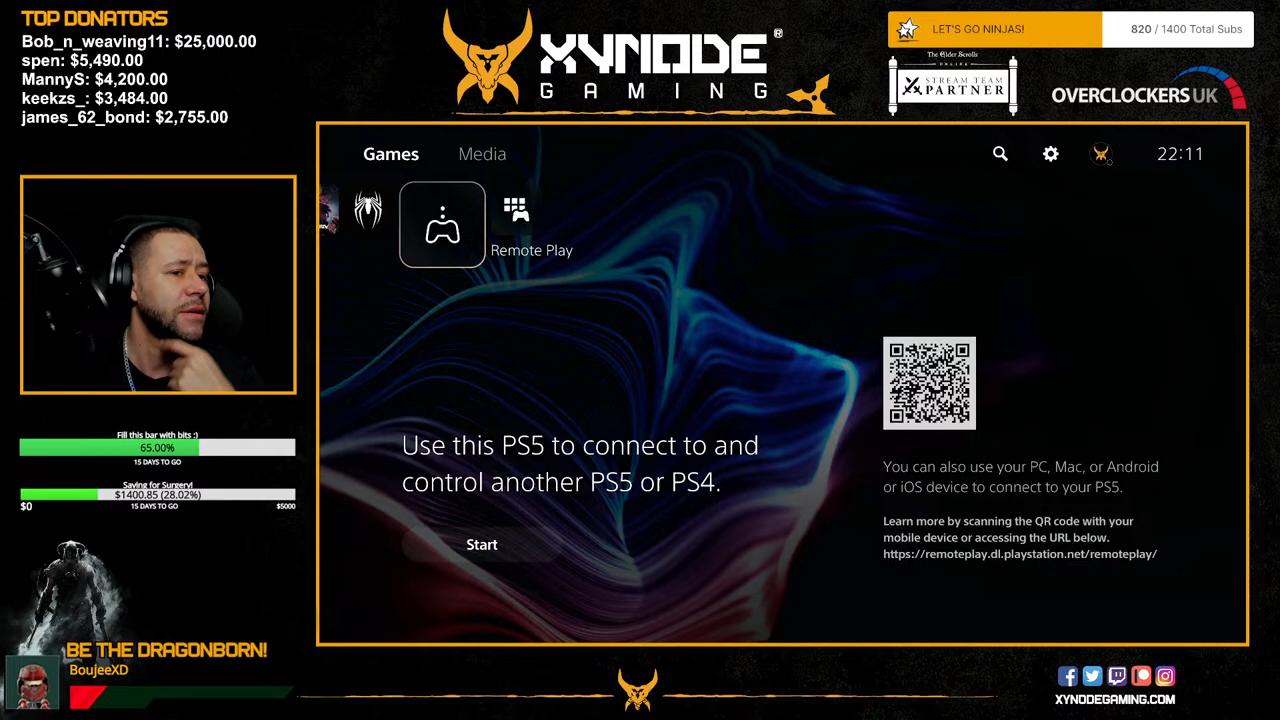 TOP DONATORS
Bob_n_weaving11: $25,000.00
spen: $5,490.00
MannyS: $4,200.00
keekzs_: $3,484.00
james_62_bond: $2,755.00
XYNODE ®
GAMING
LET'S GO NINJAS!
820 / 1400 Total Subs
The Elder Scrolls
ONLINE
STREAM TEAM
PARTNER
OVERCLOCKERS UK
Games
Media
22:11
Remote Play
Use this PS5 to connect to and
control another PS5 or PS4.
Start
You can also use your PC, Mac, or Android
or iOS device to connect to your PS5.
Learn more by scanning the QR code with your
mobile device or accessing the URL below.
https://remoteplay.dl.playstation.net/remoteplay/
Fill this bar with bits :)
65.00%
15 DAYS TO GO
Saving for Surgery!
$1400.85 (28.02%)
$0
15 DAYS TO GO
$5000
BE THE DRAGONBORN!
BoujeeXD
XYNODEGAMING.COM